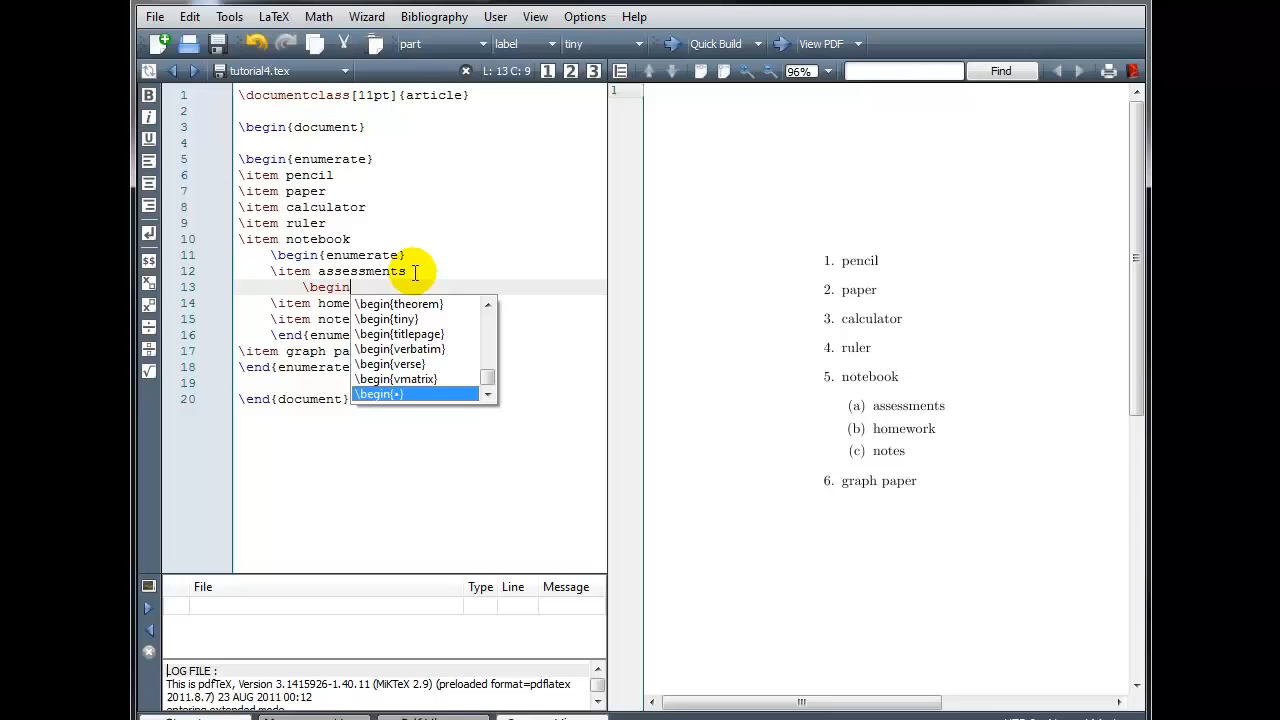 File Edit Tools LaTeX Math Wizard Bibliography User View Options Help
part label tiny Quick Build View PDF
tutorial4.tex L: 13 C: 9 1 2 3 96% Find
1 \documentclass[11pt]{article}
2
3 \begin{document}
4
5 \begin{enumerate}
6 \item pencil
7 \item paper
8 \item calculator
9 \item ruler
10 \item notebook
11 \begin{enumerate}
12 \item assessments
13 \begin
14 \item home
15 \item note
16 \end{enume
17 \item graph pa
18 \end{enumerate
19
20 \end{document}
\begin{theorem}
\begin{tiny}
\begin{titlepage}
\begin{verbatim}
\begin{verse}
\begin{vmatrix}
\begin{•}
1
1. pencil
2. paper
3. calculator
4. ruler
5. notebook
(a) assessments
(b) homework
(c) notes
6. graph paper
File Type Line Message
LOG FILE :
This is pdfTeX, Version 3.1415926-1.40.11 (MiKTeX 2.9) (preloaded format=pdflatex
2011.8.7) 23 AUG 2011 00:12
entering extended mode